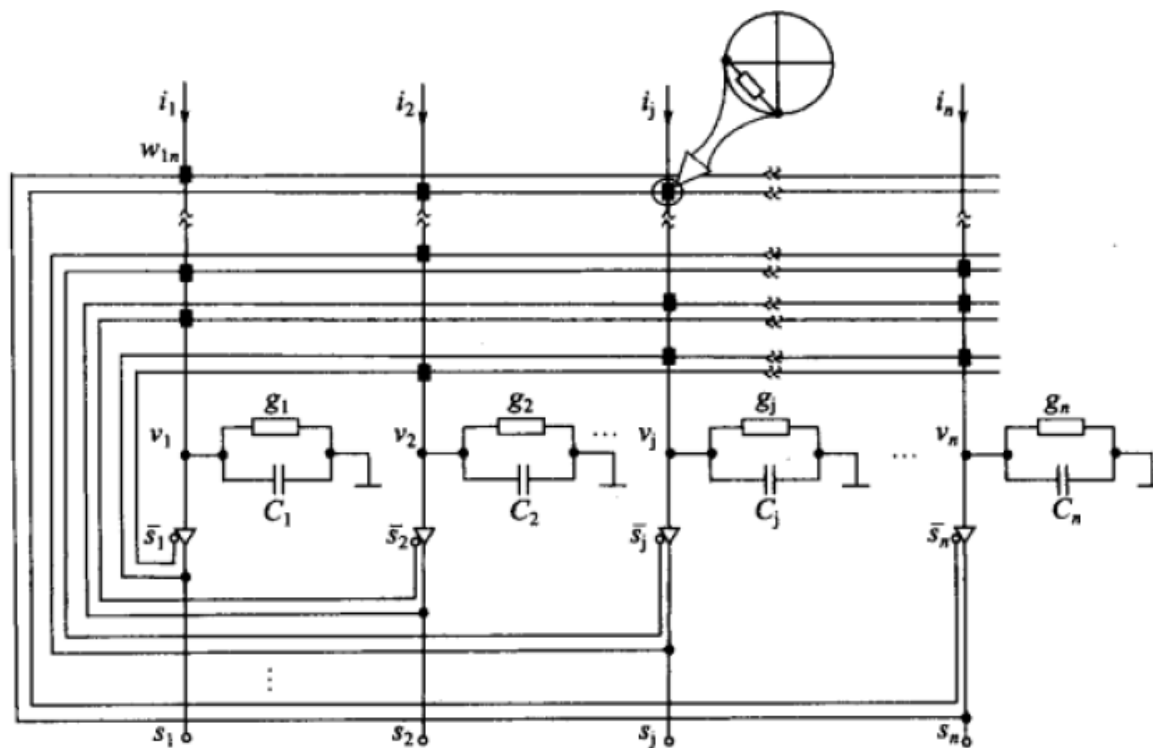 i₁ i₂ iⱼ iₙ
w₁ₙ
g₁ g₂ gⱼ gₙ
v₁ v₂ ... vⱼ ... vₙ
C₁ C₂ Cⱼ Cₙ
s̄₁ s̄₂ s̄ⱼ s̄ₙ
...
s₁ s₂ sⱼ sₙ